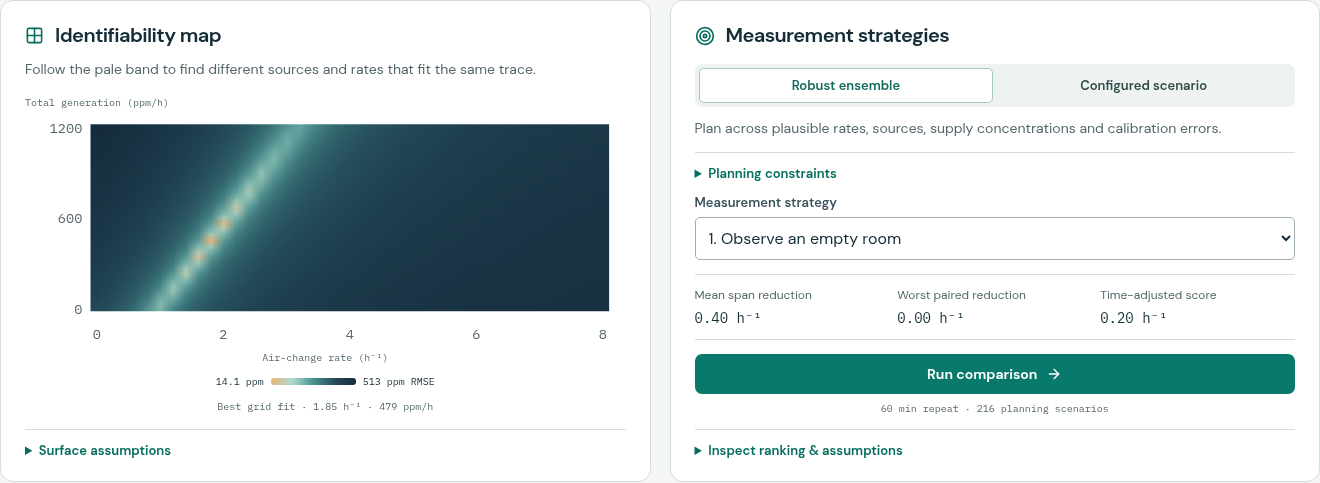 Identifiability map
Follow the pale band to find different sources and rates that fit the same trace.
Total generation (ppm/h)
1200
600
0
0 2 4 6 8
Air-change rate (h⁻¹)
14.1 ppm 513 ppm RMSE
Best grid fit · 1.85 h⁻¹ · 479 ppm/h
Surface assumptions
Measurement strategies
Robust ensemble Configured scenario
Plan across plausible rates, sources, supply concentrations and calibration errors.
Planning constraints
Measurement strategy
1. Observe an empty room
Mean span reduction Worst paired reduction Time-adjusted score
0.40 h⁻¹ 0.00 h⁻¹ 0.20 h⁻¹
Run comparison →
60 min repeat · 216 planning scenarios
Inspect ranking & assumptions